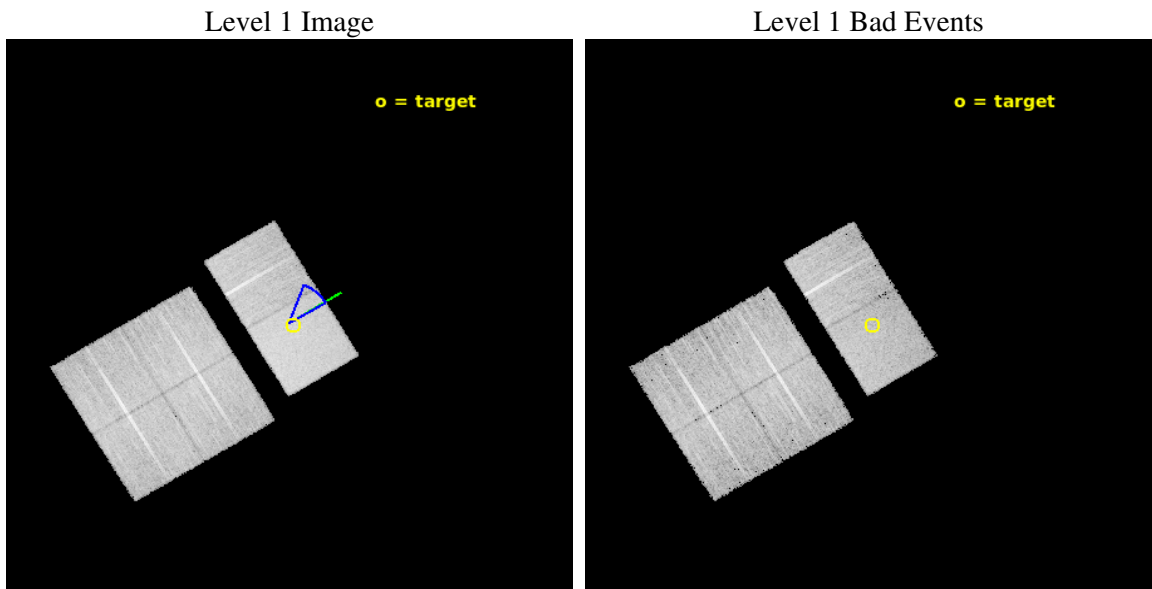 Level 1 Image
Level 1 Bad Events
o = target
o = target